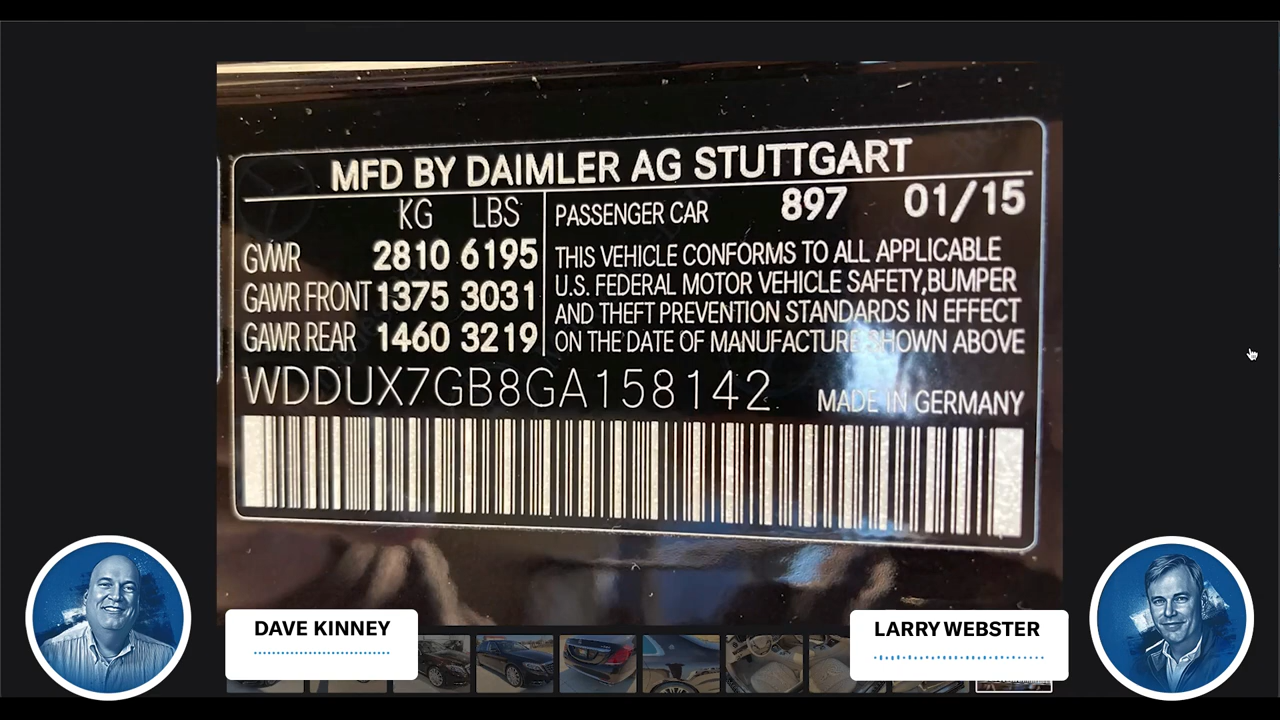 MFD BY DAIMLER AG STUTTGART
KG LBS
GVWR 2810 6195
GAWR FRONT 1375 3031
GAWR REAR 1460 3219
PASSENGER CAR 897 01/15
THIS VEHICLE CONFORMS TO ALL APPLICABLE
U.S. FEDERAL MOTOR VEHICLE SAFETY,BUMPER
AND THEFT PREVENTION STANDARDS IN EFFECT
ON THE DATE OF MANUFACTURE SHOWN ABOVE
WDDUX7GB8GA158142
MADE IN GERMANY
DAVE KINNEY
LARRY WEBSTER